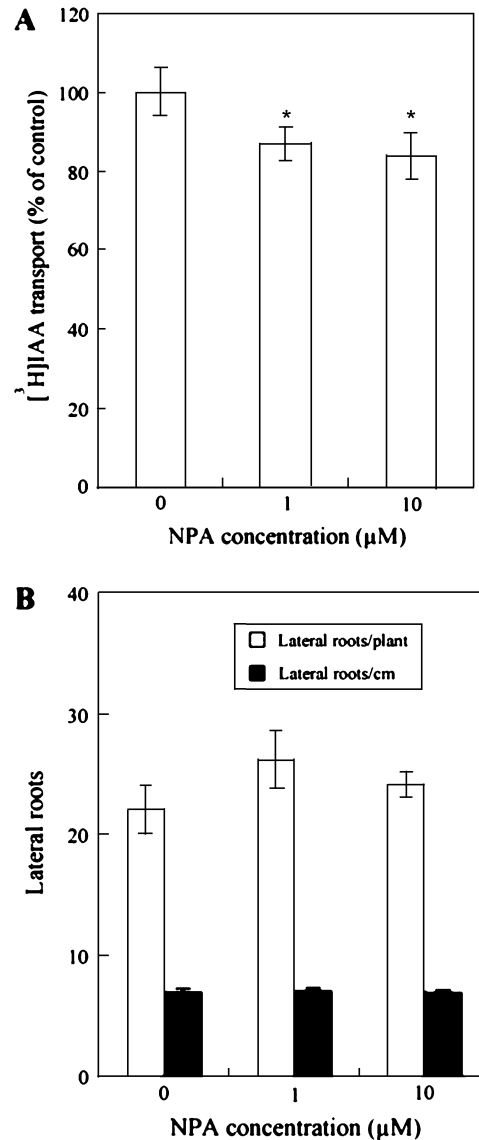 A
120
100
80
60
40
20
0
* *
[³H]IAA transport (% of control)
0 1 10
NPA concentration (µM)
B
40
30
20
10
0
Lateral roots/plant
Lateral roots/cm
Lateral roots
0 1 10
NPA concentration (µM)